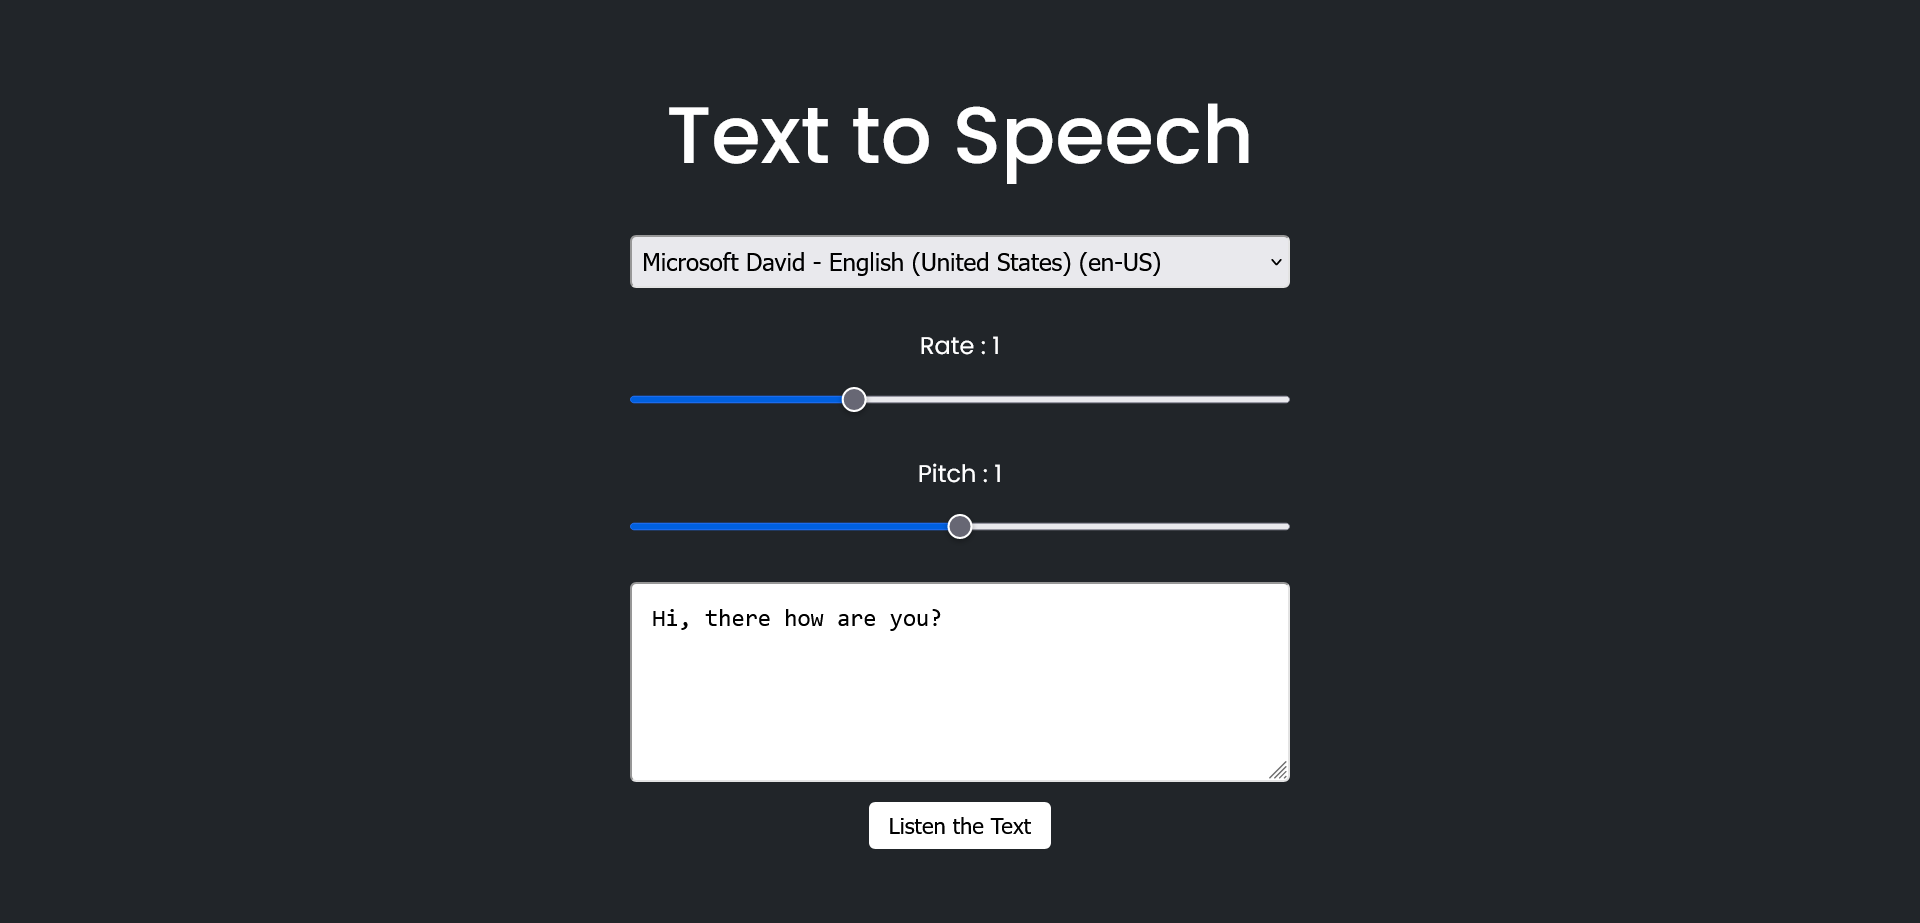 Text to Speech
Microsoft David - English (United States) (en-US)
Rate : 1
Pitch : 1
Hi, there how are you?
Listen the Text